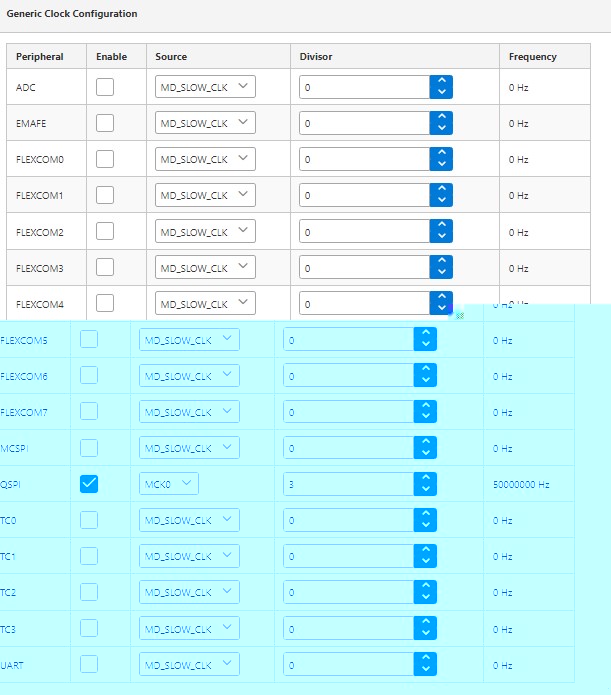 Generic Clock Configuration
Peripheral Enable Source Divisor Frequency
ADC MD_SLOW_CLK 0 0 Hz
EMAFE MD_SLOW_CLK 0 0 Hz
FLEXCOM0 MD_SLOW_CLK 0 0 Hz
FLEXCOM1 MD_SLOW_CLK 0 0 Hz
FLEXCOM2 MD_SLOW_CLK 0 0 Hz
FLEXCOM3 MD_SLOW_CLK 0 0 Hz
FLEXCOM4 MD_SLOW_CLK 0 0 Hz
FLEXCOM5 MD_SLOW_CLK 0 0 Hz
FLEXCOM6 MD_SLOW_CLK 0 0 Hz
FLEXCOM7 MD_SLOW_CLK 0 0 Hz
MCSPI MD_SLOW_CLK 0 0 Hz
QSPI MCK0 3 50000000 Hz
TC0 MD_SLOW_CLK 0 0 Hz
TC1 MD_SLOW_CLK 0 0 Hz
TC2 MD_SLOW_CLK 0 0 Hz
TC3 MD_SLOW_CLK 0 0 Hz
UART MD_SLOW_CLK 0 0 Hz